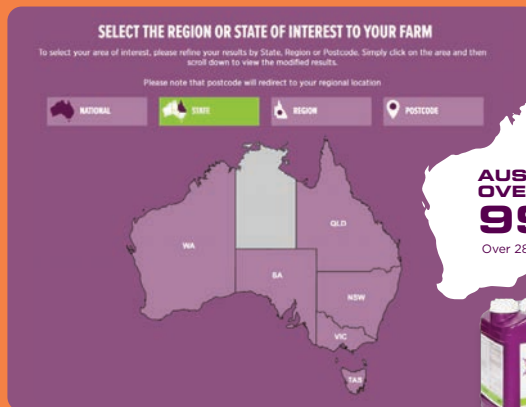 SELECT THE REGION OR STATE OF INTEREST TO YOUR FARM
To select your area of interest, please refine your results by State, Region or Postcode. Simply click on the area and then
scroll down to view the modified results.
Please note that postcode will redirect to your regional location
NATIONAL
STATE
REGION
POSTCODE
WA
QLD
SA
NSW
VIC
TAS
AUS
OVE
99
Over 28